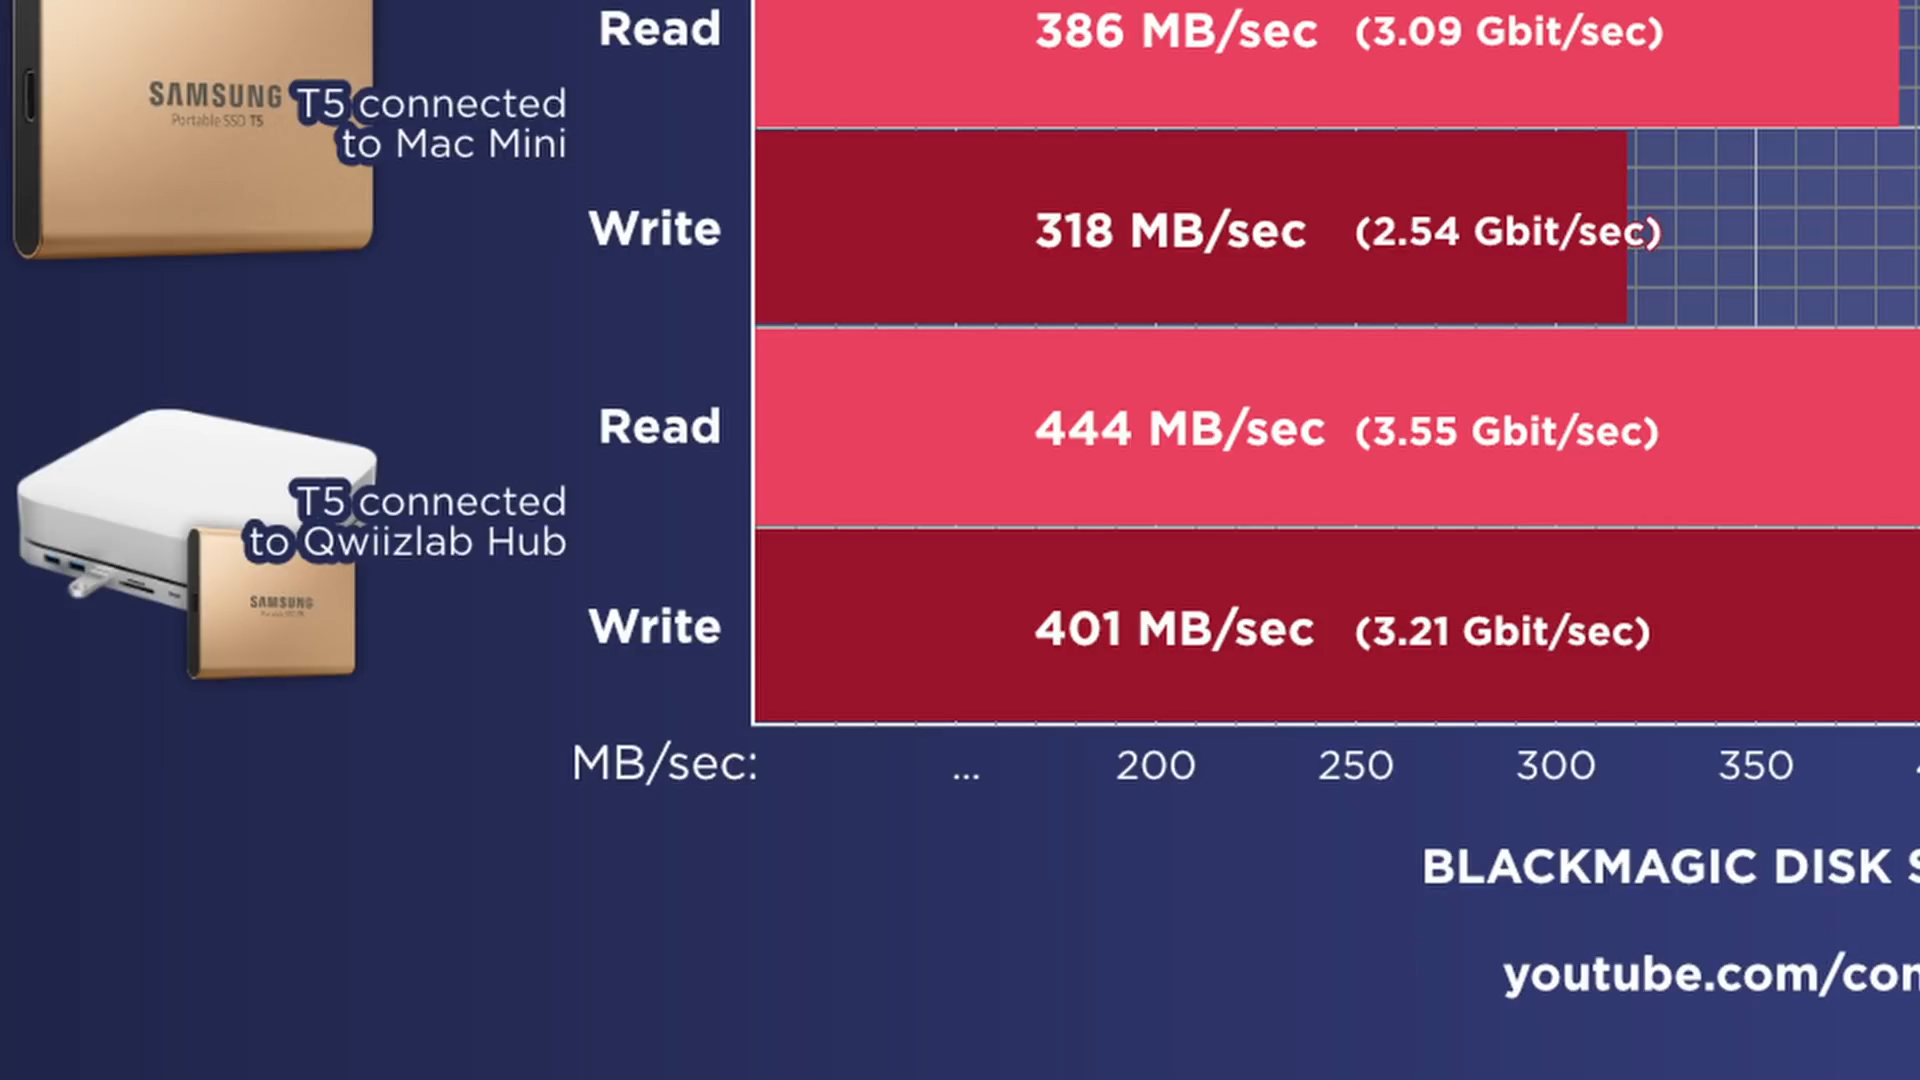 Read 386 MB/sec (3.09 Gbit/sec)
SAMSUNG
Portable SSD T5
T5 connected
to Mac Mini
Write 318 MB/sec (2.54 Gbit/sec)
Read 444 MB/sec (3.55 Gbit/sec)
T5 connected
to Qwiizlab Hub
SAMSUNG
Write 401 MB/sec (3.21 Gbit/sec)
MB/sec: ... 200 250 300 350
BLACKMAGIC DISK S
youtube.com/con